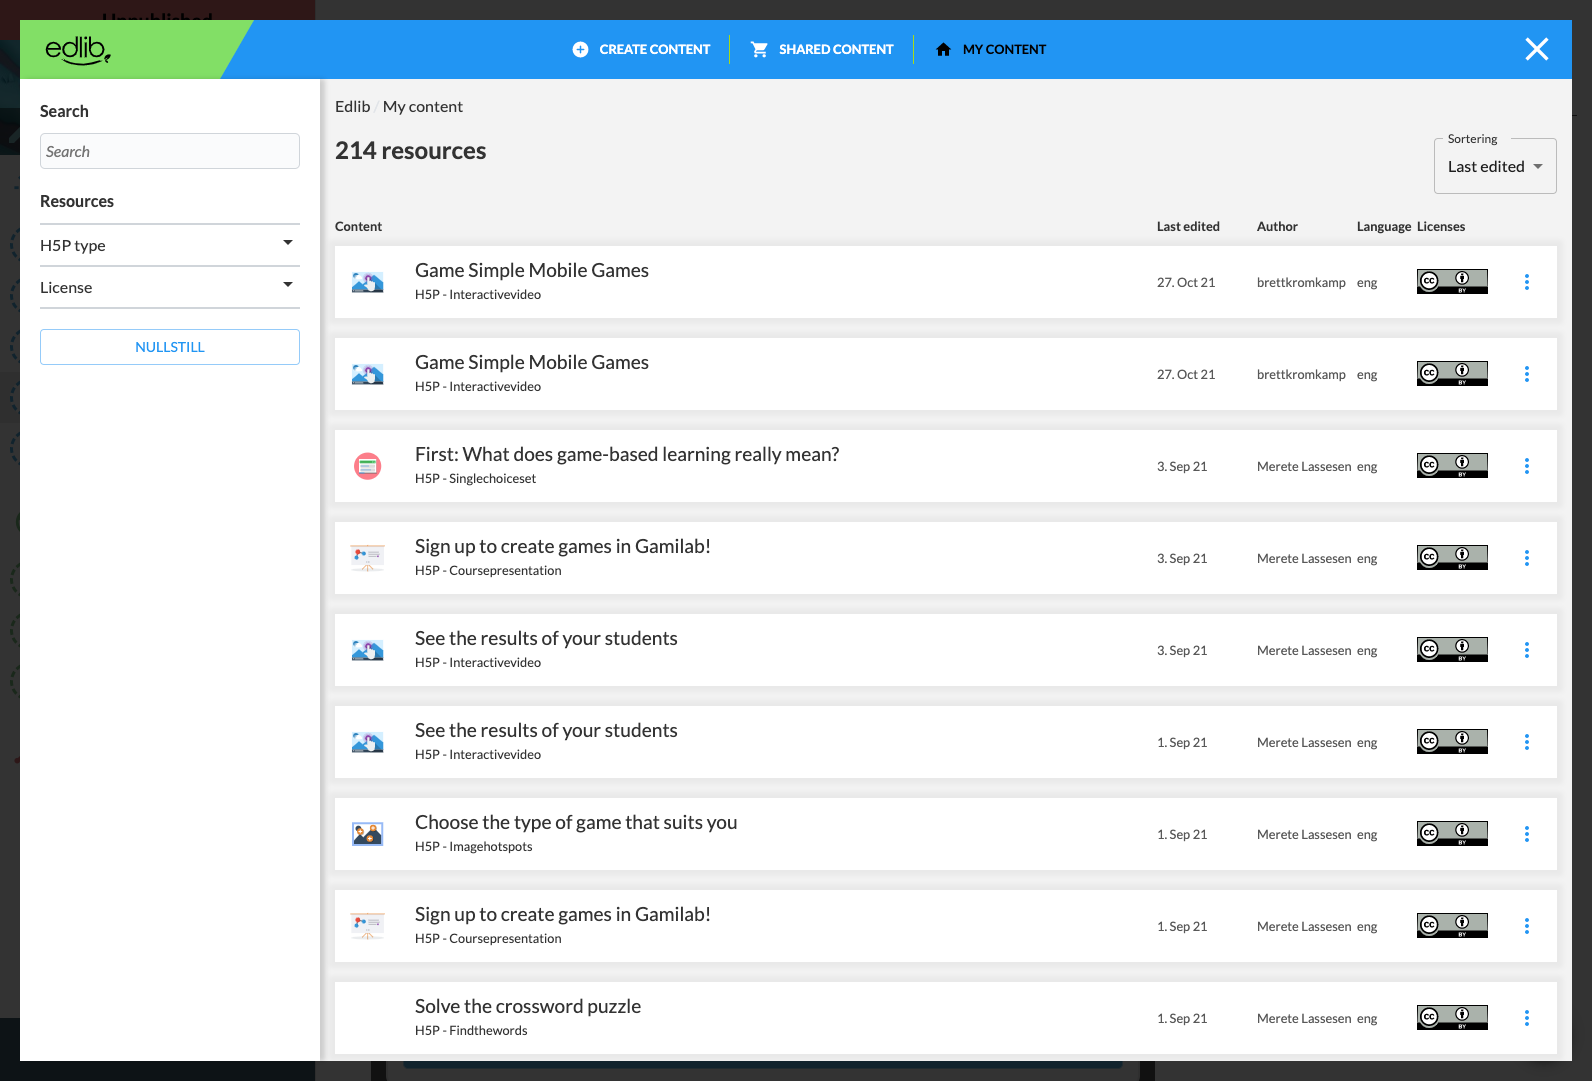 Unpublished
edlib
CREATE CONTENT
SHARED CONTENT
MY CONTENT
Search
Search
Resources
H5P type
License
NULLSTILL
Edlib / My content
214 resources
Sortering
Last edited
Content Last edited Author Language Licenses
Game Simple Mobile Games
H5P - Interactivevideo
27. Oct 21 brettkromkamp eng cc BY
Game Simple Mobile Games
H5P - Interactivevideo
27. Oct 21 brettkromkamp eng cc BY
First: What does game-based learning really mean?
H5P - Singlechoiceset
3. Sep 21 Merete Lassesen eng cc BY
Sign up to create games in Gamilab!
H5P - Coursepresentation
3. Sep 21 Merete Lassesen eng cc BY
See the results of your students
H5P - Interactivevideo
3. Sep 21 Merete Lassesen eng cc BY
See the results of your students
H5P - Interactivevideo
1. Sep 21 Merete Lassesen eng cc BY
Choose the type of game that suits you
H5P - Imagehotspots
1. Sep 21 Merete Lassesen eng cc BY
Sign up to create games in Gamilab!
H5P - Coursepresentation
1. Sep 21 Merete Lassesen eng cc BY
Solve the crossword puzzle
H5P - Findthewords
1. Sep 21 Merete Lassesen eng cc BY